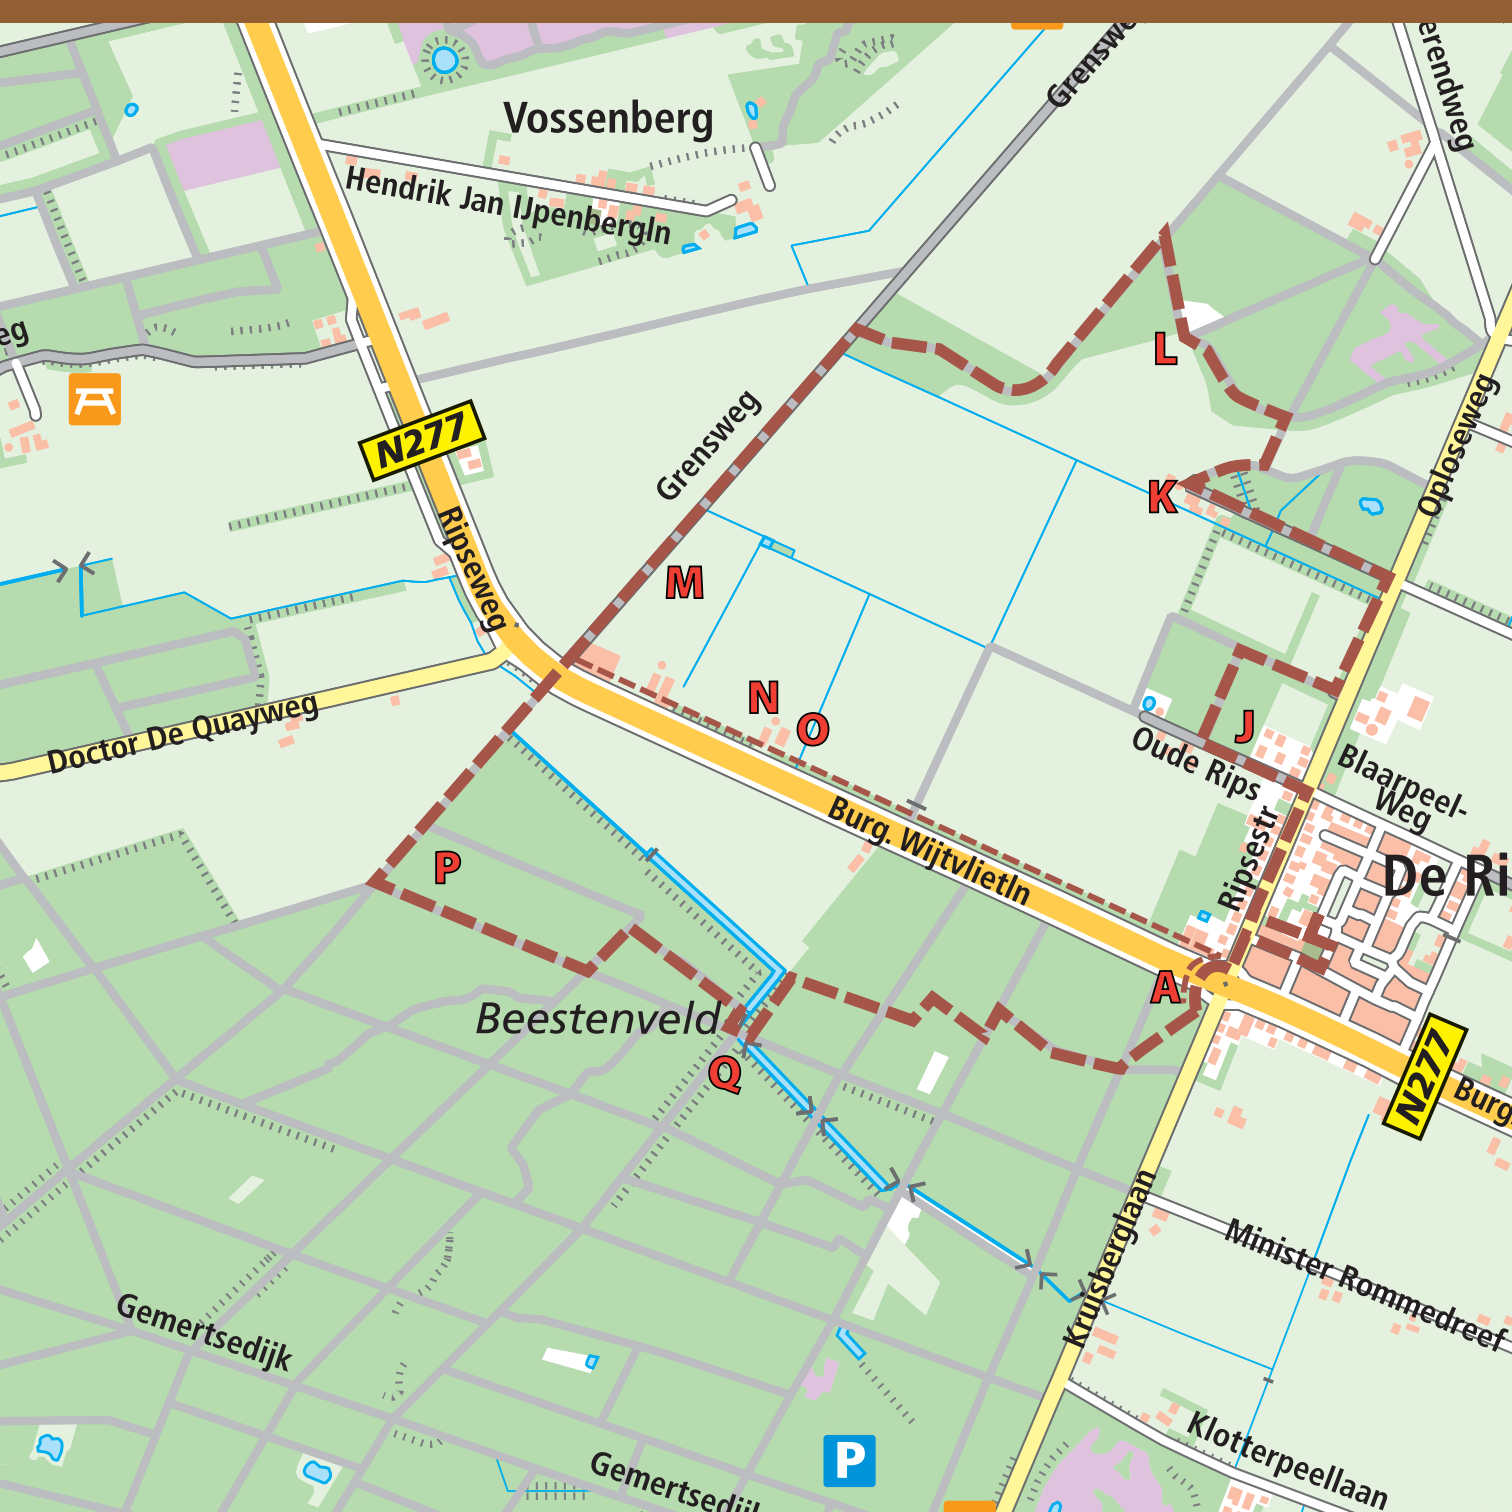 Grenswe
erendweg
Vossenberg
Hendrik Jan IJpenbergln
eg
L
N277
Grensweg
Oploseweg
K
Ripseweg
M
N
O
J
Doctor De Quayweg
Oude Rips
Blaarpeel-
Weg
Burg. Wijtvlietln
Ripsestr
De Ri
P
A
Beestenveld
Q
N277
Burg.
Kruisberglaan
Minister Rommedreef
Gemertsedijk
Klotterpeellaan
P
Gemertsedijk